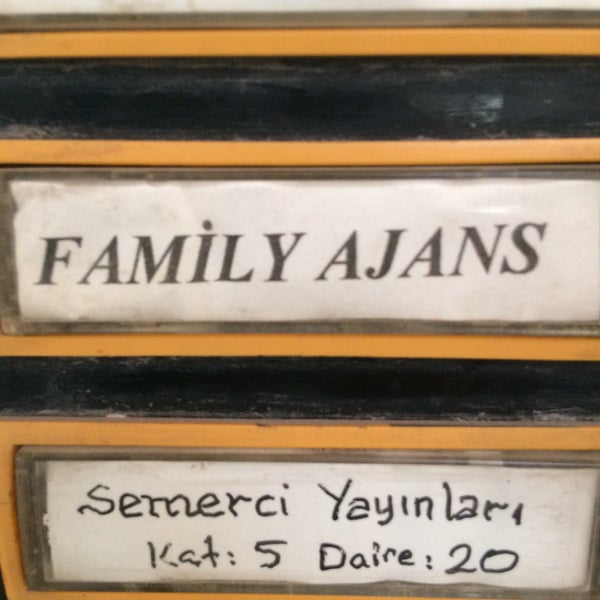 FAMİLY AJANS
Semerci Yayınları
Kat: 5 Daire: 20